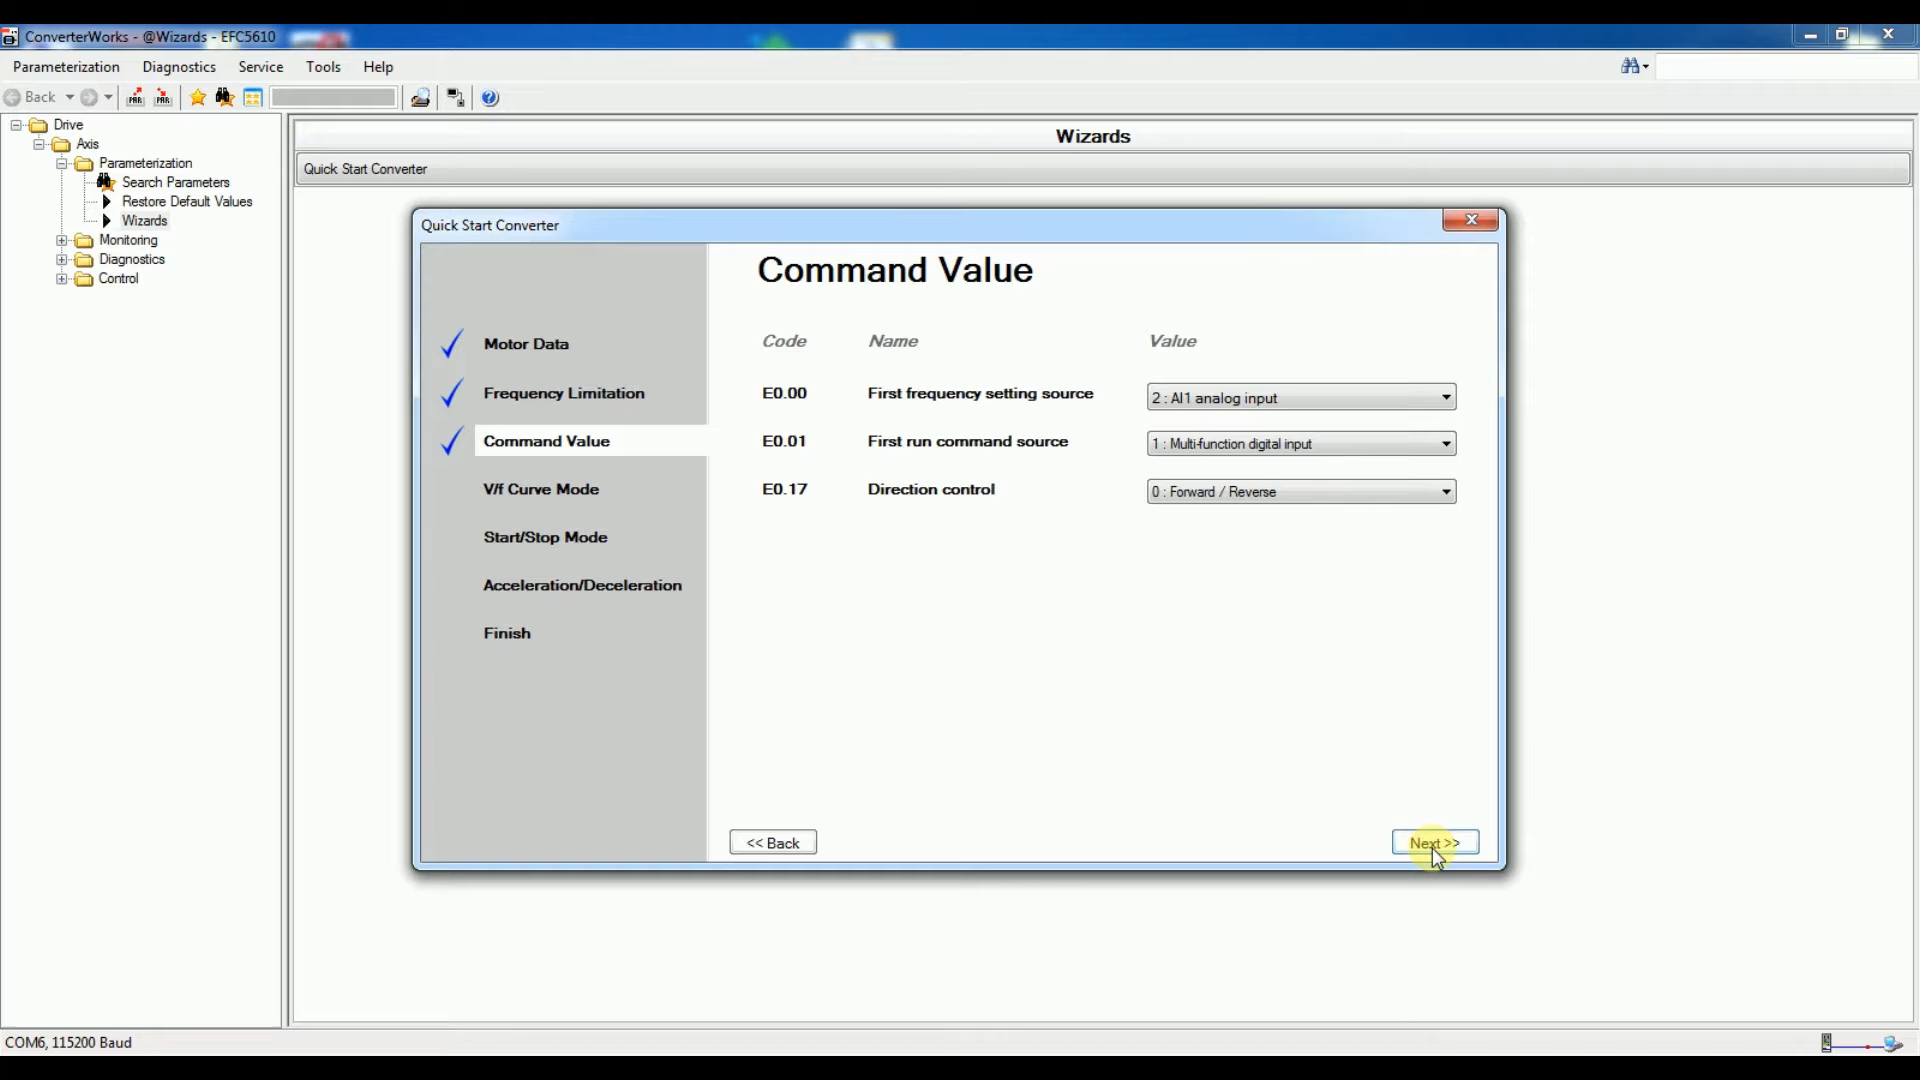 ConverterWorks - @Wizards - EFC5610
Parameterization Diagnostics Service Tools Help
Back
PAR PAR
Drive
Axis
Parameterization
Search Parameters
Restore Default Values
Wizards
Monitoring
Diagnostics
Control
Wizards
Quick Start Converter
Quick Start Converter
Motor Data
Frequency Limitation
Command Value
V/f Curve Mode
Start/Stop Mode
Acceleration/Deceleration
Finish
Command Value
Code Name Value
E0.00 First frequency setting source 2 : AI1 analog input
E0.01 First run command source 1 : Multi-function digital input
E0.17 Direction control 0 : Forward / Reverse
<< Back Next >>
COM6, 115200 Baud